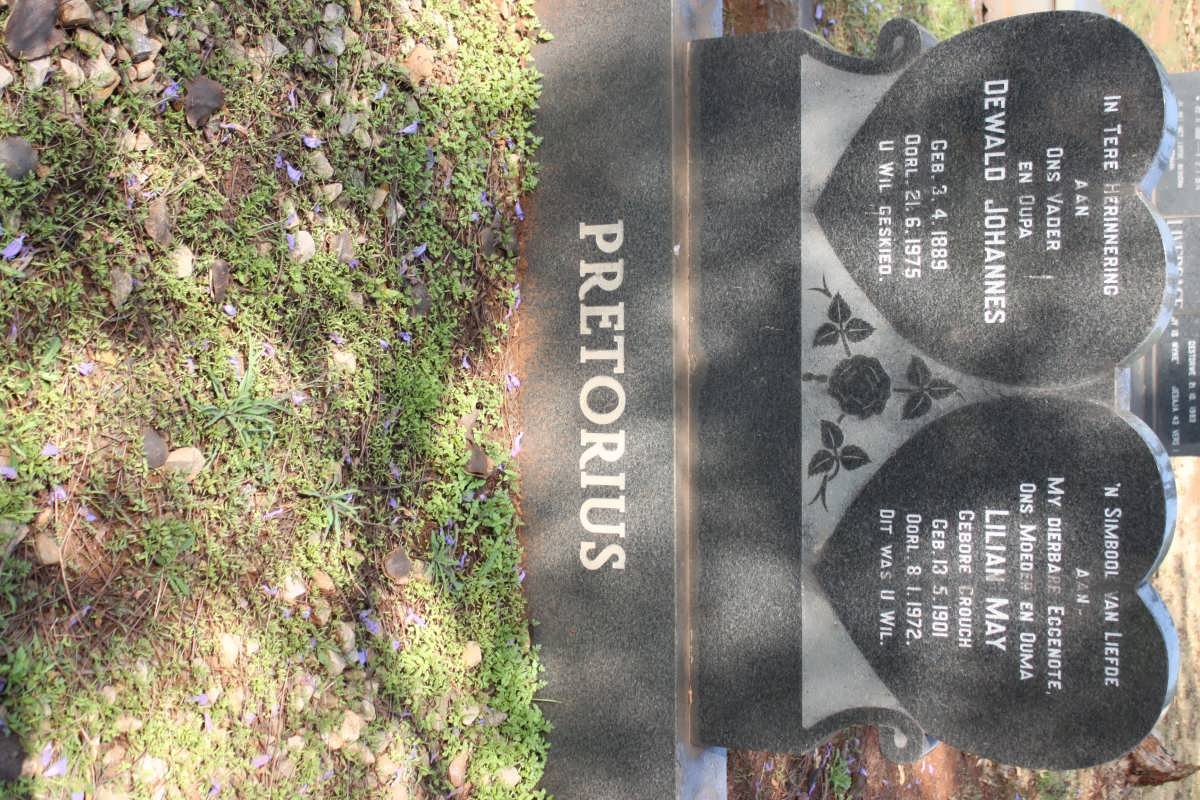 In Tere Herinnering
aan
Ons Vader
en Oupa
Dewald Johannes
Geb. 3. 4. 1889
Oorl. 21. 6. 1975
U Wil geskied.
'n Simbool van Liefde
aan
My dierbare Eggenote,
Ons Moeder en Ouma
Lilian May
Gebore Crouch
Geb. 13. 5. 1901
Oorl. 8. 1. 1972.
Dit was U Wil.
PRETORIUS